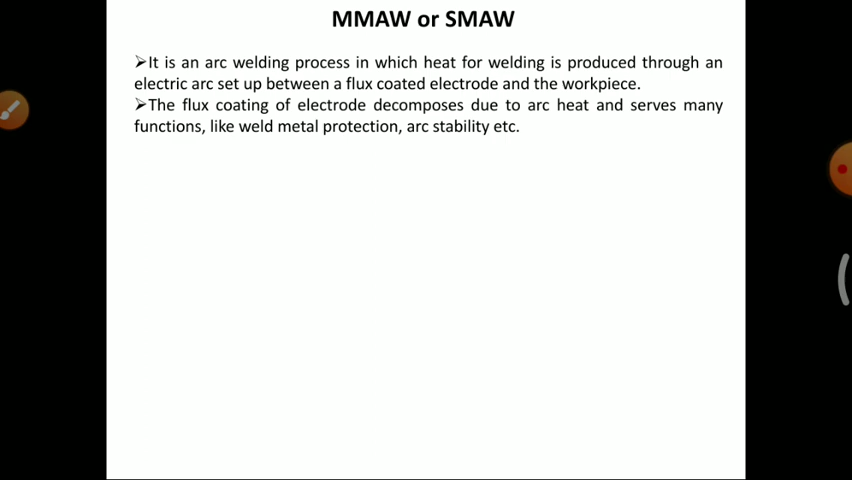 MMAW or SMAW
➢It is an arc welding process in which heat for welding is produced through an
electric arc set up between a flux coated electrode and the workpiece.
➢The flux coating of electrode decomposes due to arc heat and serves many
functions, like weld metal protection, arc stability etc.